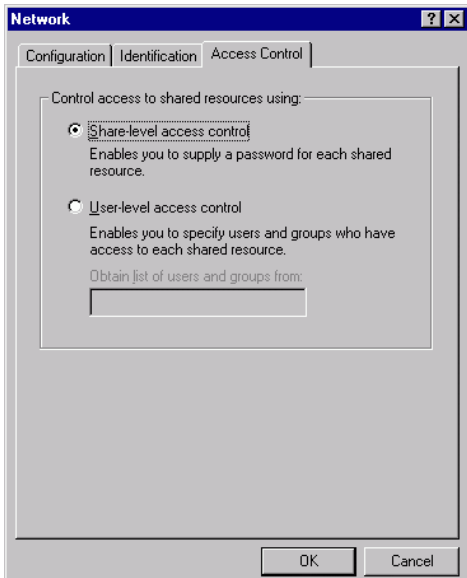 Network
Configuration
Identification
Access Control
Control access to shared resources using:
Share-level access control
Enables you to supply a password for each shared
resource.
User-level access control
Enables you to specify users and groups who have
access to each shared resource.
Obtain list of users and groups from:
OK
Cancel